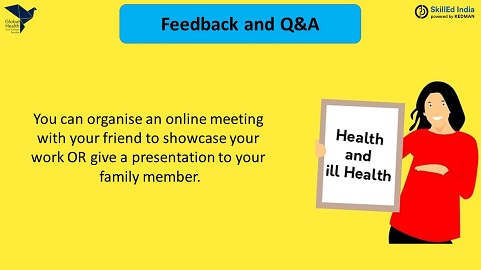 Feedback and Q&A
Global
Health
SkillEd India
powered by KEDMAN
You can organise an online meeting
with your friend to showcase your
work OR give a presentation to your
family member.
Health
and
ill Health